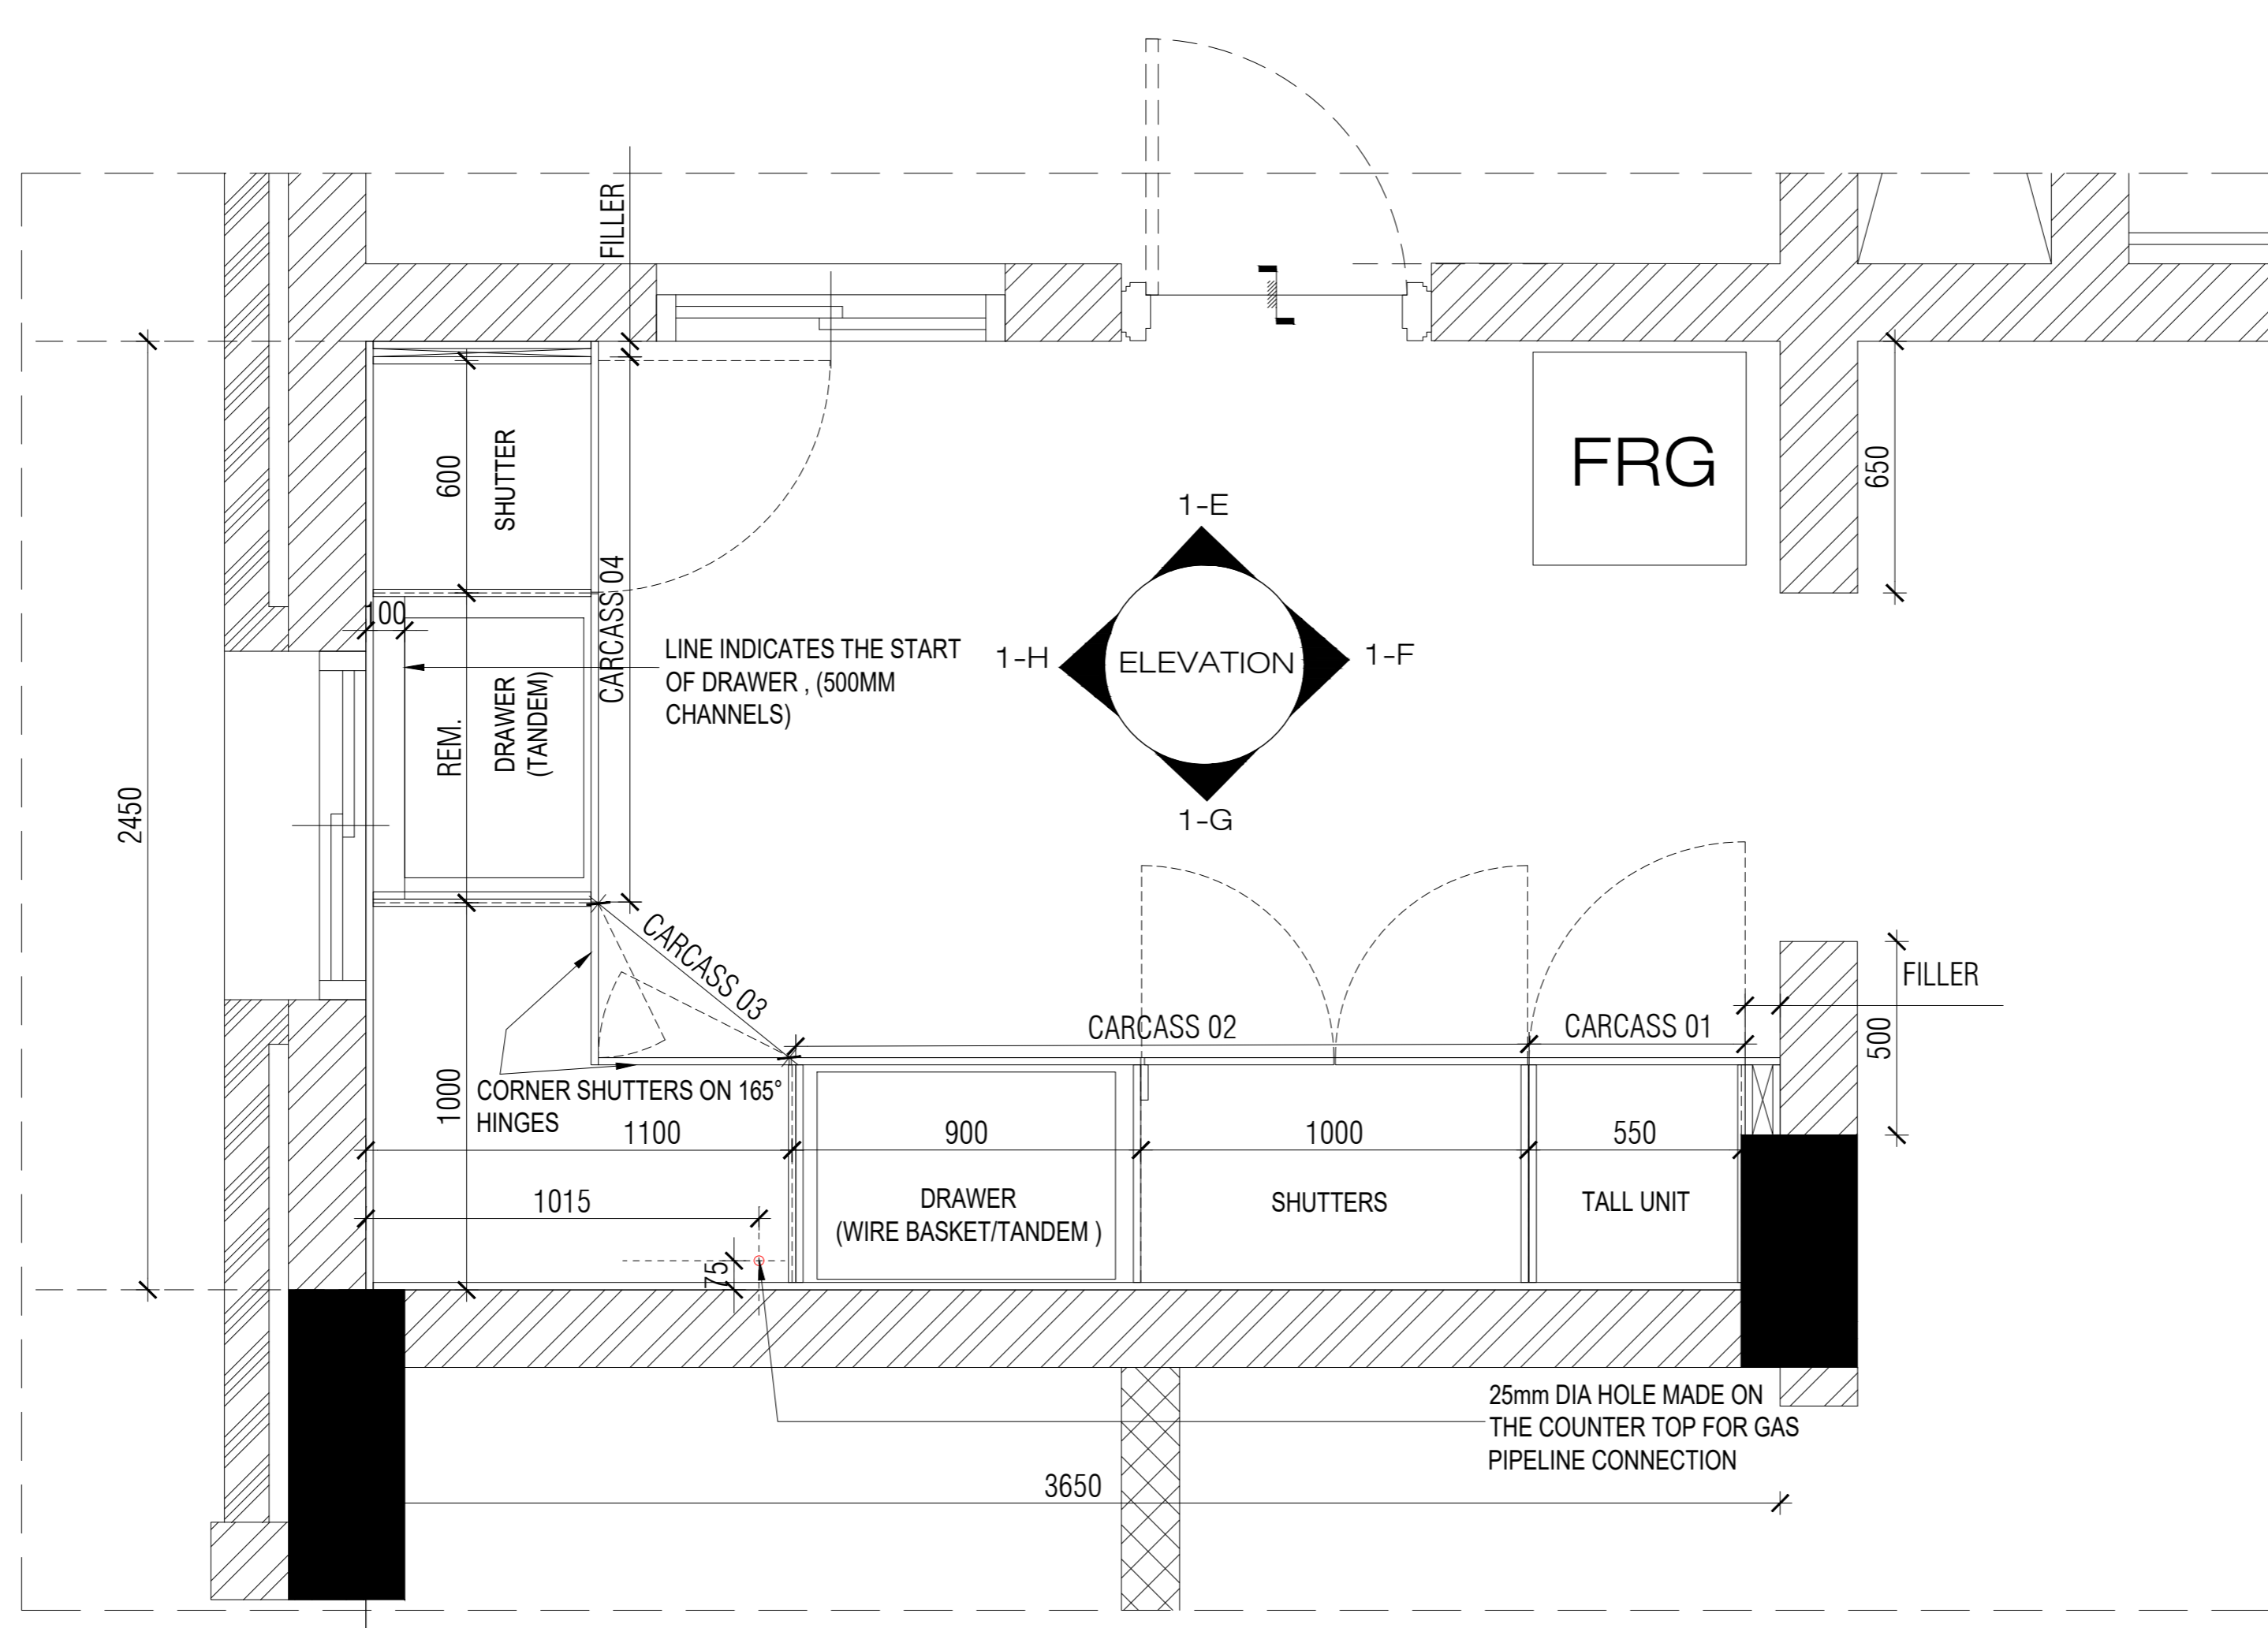 FILLER
SHUTTER
600
FRG
650
1-E
CARCASS 04
100
LINE INDICATES THE START
OF DRAWER , (500MM
CHANNELS)
1-H
ELEVATION
1-F
DRAWER
(TANDEM)
REM.
2450
1-G
CARCASS 03
FILLER
CARCASS 02
CARCASS 01
500
CORNER SHUTTERS ON 165°
HINGES
1000
1100
900
1000
550
1015
DRAWER
(WIRE BASKET/TANDEM )
SHUTTERS
TALL UNIT
75
25mm DIA HOLE MADE ON
THE COUNTER TOP FOR GAS
PIPELINE CONNECTION
3650